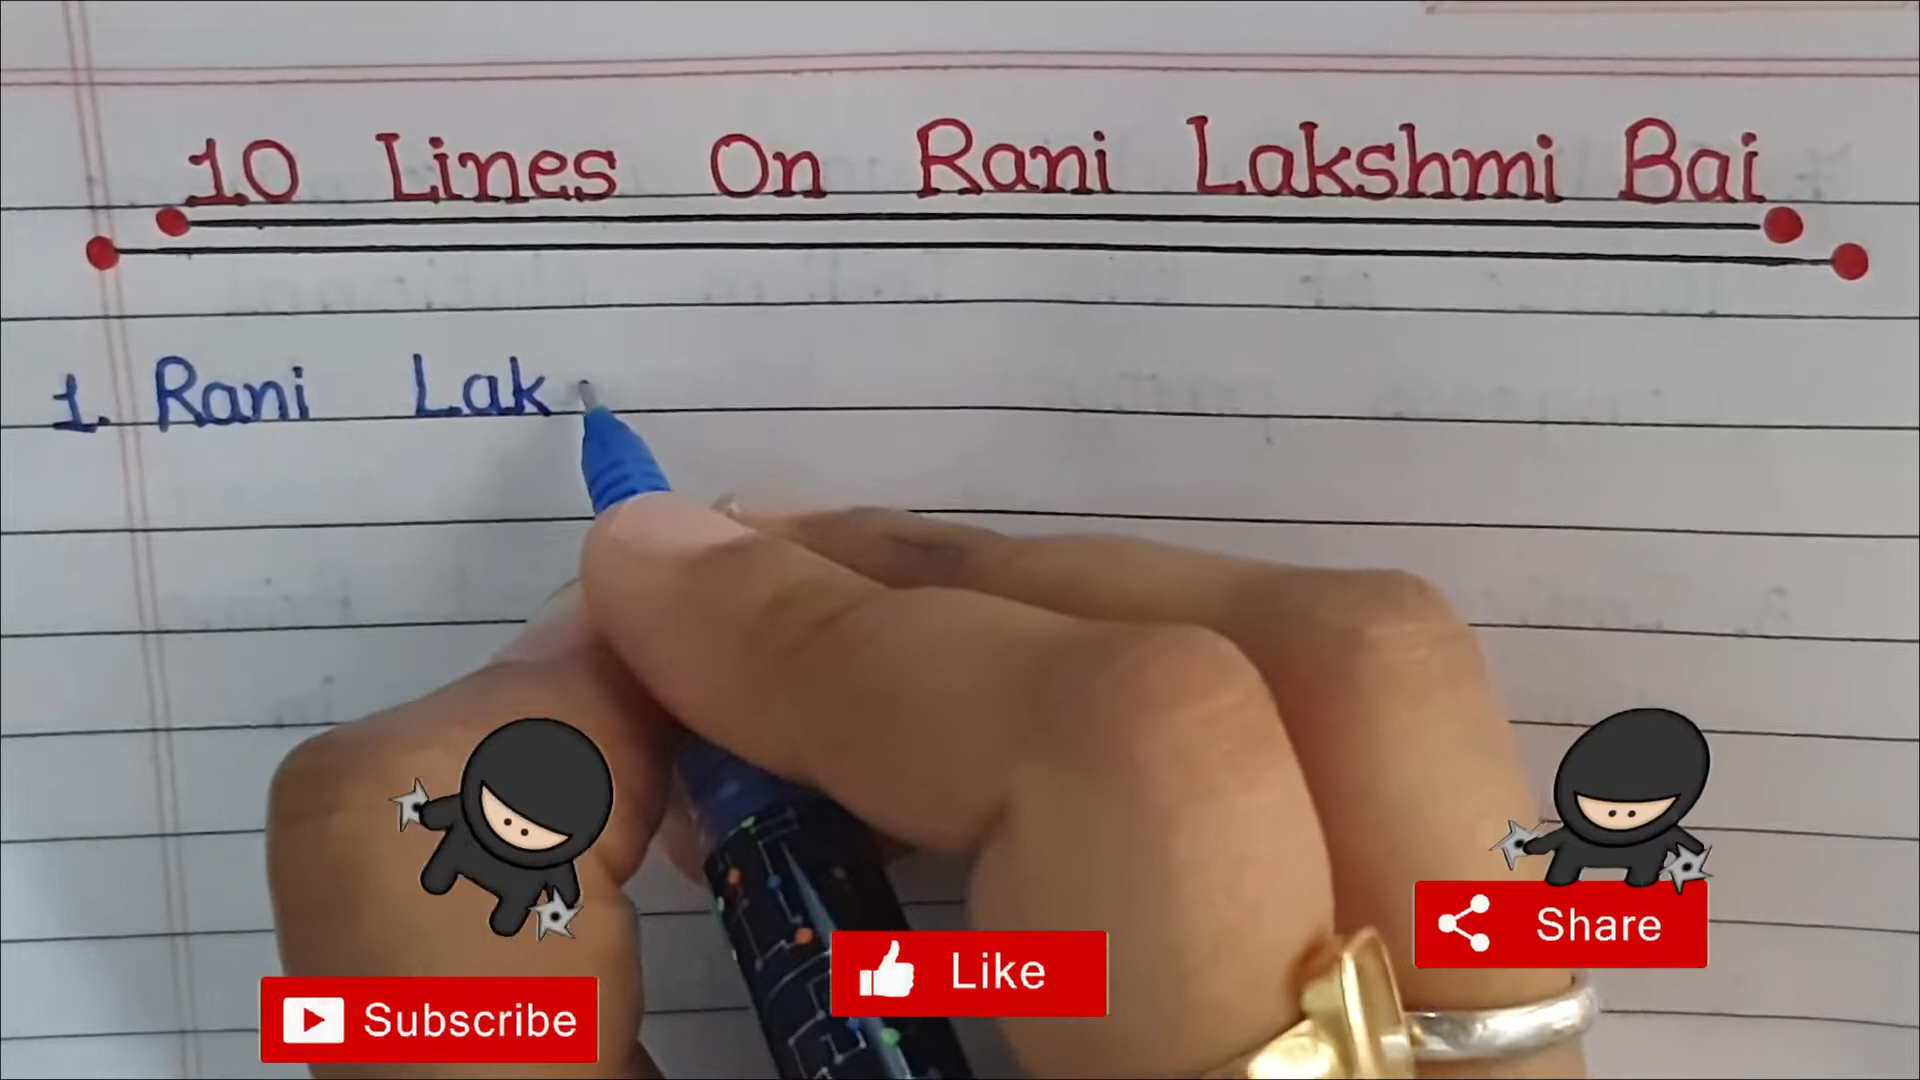 10 Lines On Rani Lakshmi Bai
1. Rani Lak
Subscribe
Like
Share